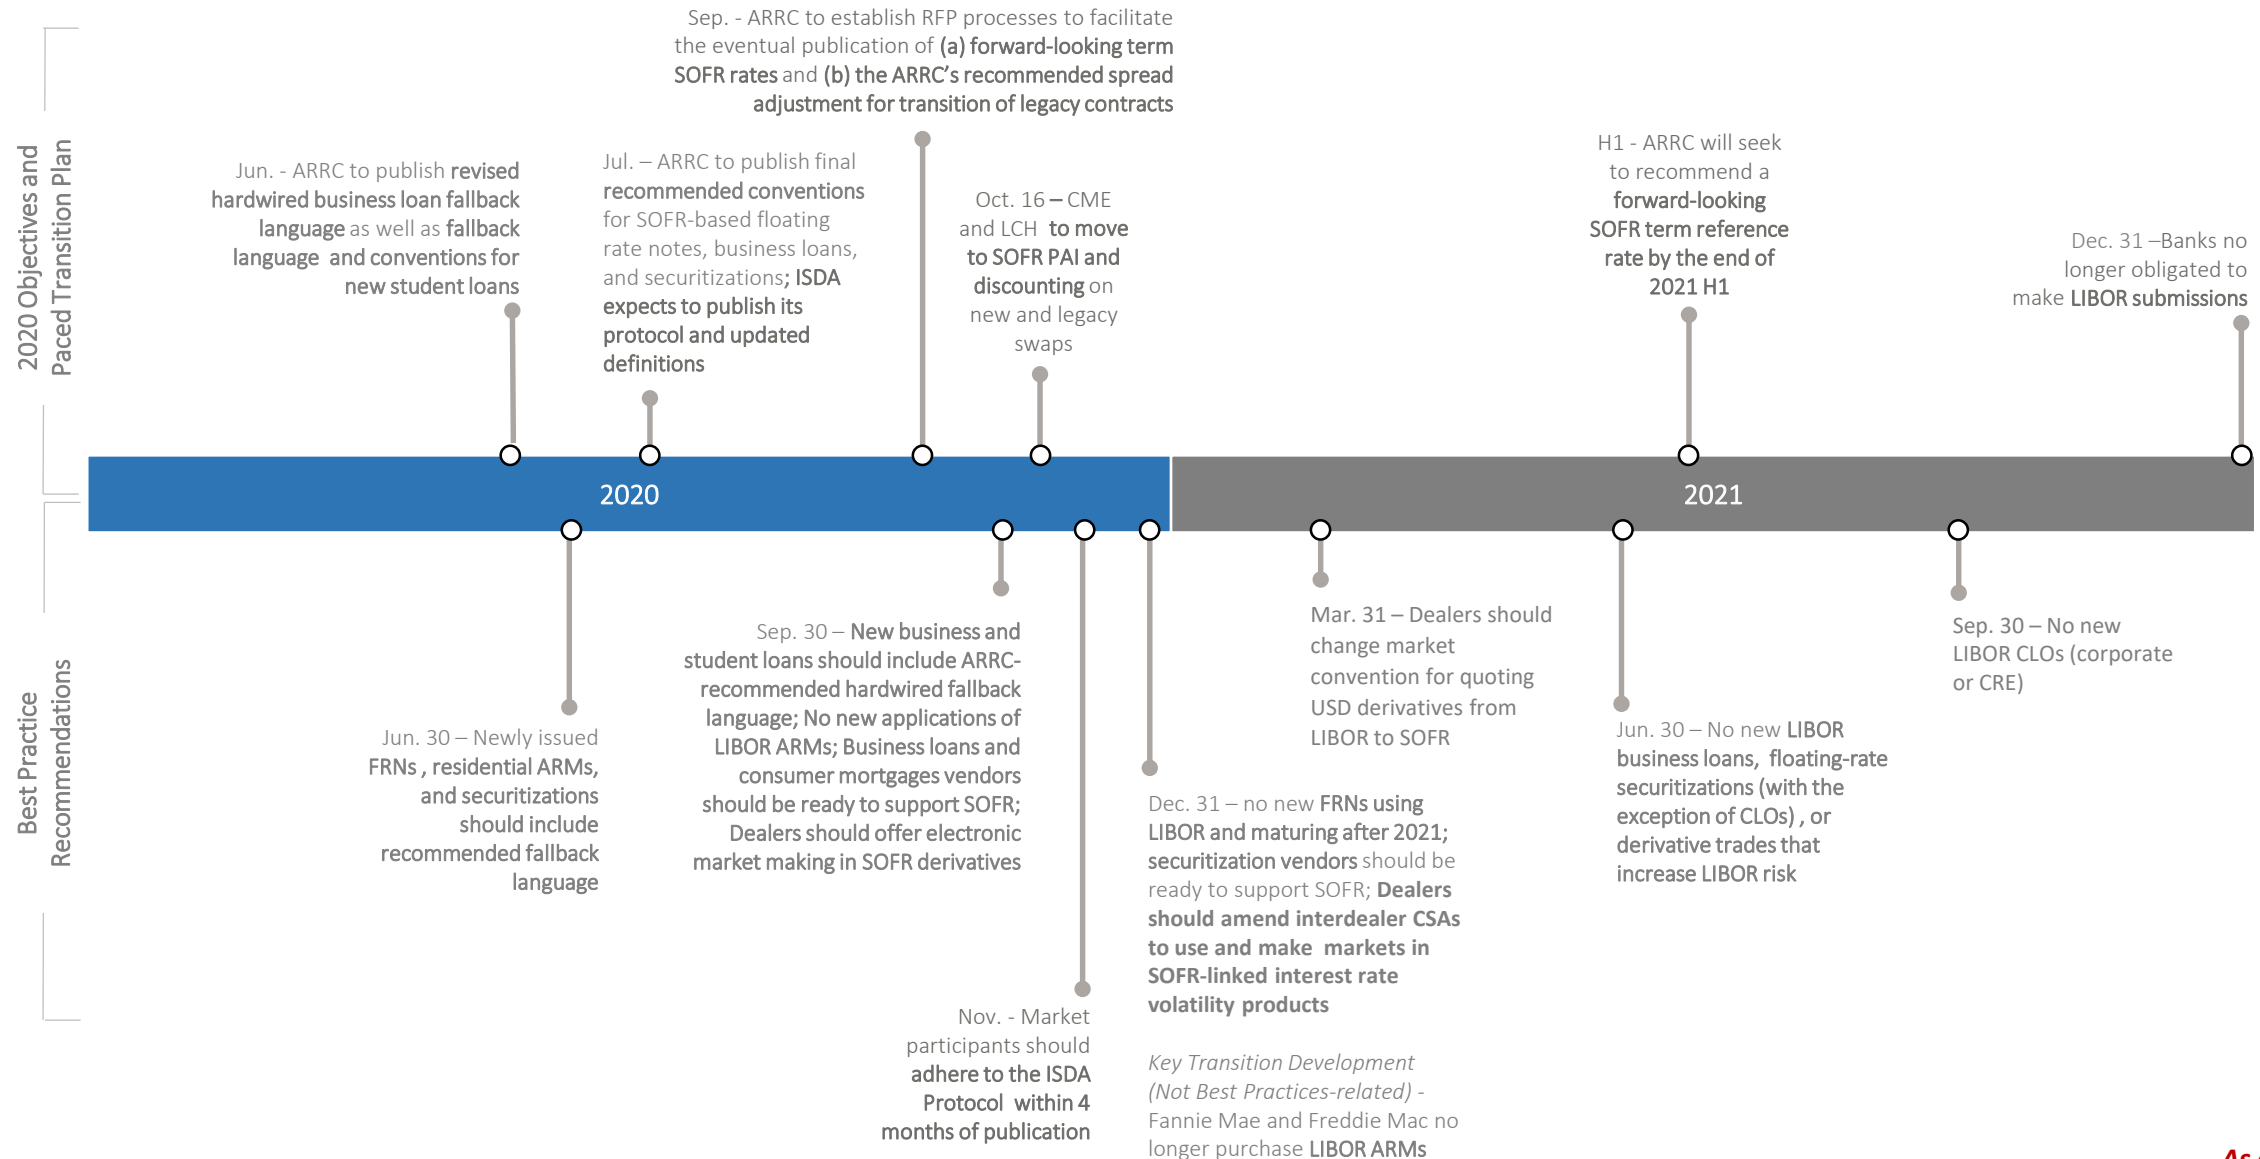 2020 Objectives and
Paced Transition Plan
Sep. - ARRC to establish RFP processes to facilitate
the eventual publication of (a) forward-looking term
SOFR rates and (b) the ARRC's recommended spread
adjustment for transition of legacy contracts
Jun. - ARRC to publish revised
hardwired business loan fallback
language as well as fallback
language and conventions for
new student loans
Jul. – ARRC to publish final
recommended conventions
for SOFR-based floating
rate notes, business loans,
and securitizations; ISDA
expects to publish its
protocol and updated
definitions
Oct. 16 – CME
and LCH to move
to SOFR PAI and
discounting on
new and legacy
swaps
H1 - ARRC will seek
to recommend a
forward-looking
SOFR term reference
rate by the end of
2021 H1
Dec. 31 –Banks no
longer obligated to
make LIBOR submissions
2020
2021
Best Practice
Recommendations
Jun. 30 – Newly issued
FRNs , residential ARMs,
and securitizations
should include
recommended fallback
language
Sep. 30 – New business and
student loans should include ARRC-
recommended hardwired fallback
language; No new applications of
LIBOR ARMs; Business loans and
consumer mortgages vendors
should be ready to support SOFR;
Dealers should offer electronic
market making in SOFR derivatives
Nov. - Market
participants should
adhere to the ISDA
Protocol within 4
months of publication
Dec. 31 – no new FRNs using
LIBOR and maturing after 2021;
securitization vendors should be
ready to support SOFR; Dealers
should amend interdealer CSAs
to use and make markets in
SOFR-linked interest rate
volatility products
Key Transition Development
(Not Best Practices-related) -
Fannie Mae and Freddie Mac no
longer purchase LIBOR ARMs
Mar. 31 – Dealers should
change market
convention for quoting
USD derivatives from
LIBOR to SOFR
Jun. 30 – No new LIBOR
business loans, floating-rate
securitizations (with the
exception of CLOs) , or
derivative trades that
increase LIBOR risk
Sep. 30 – No new
LIBOR CLOs (corporate
or CRE)
As